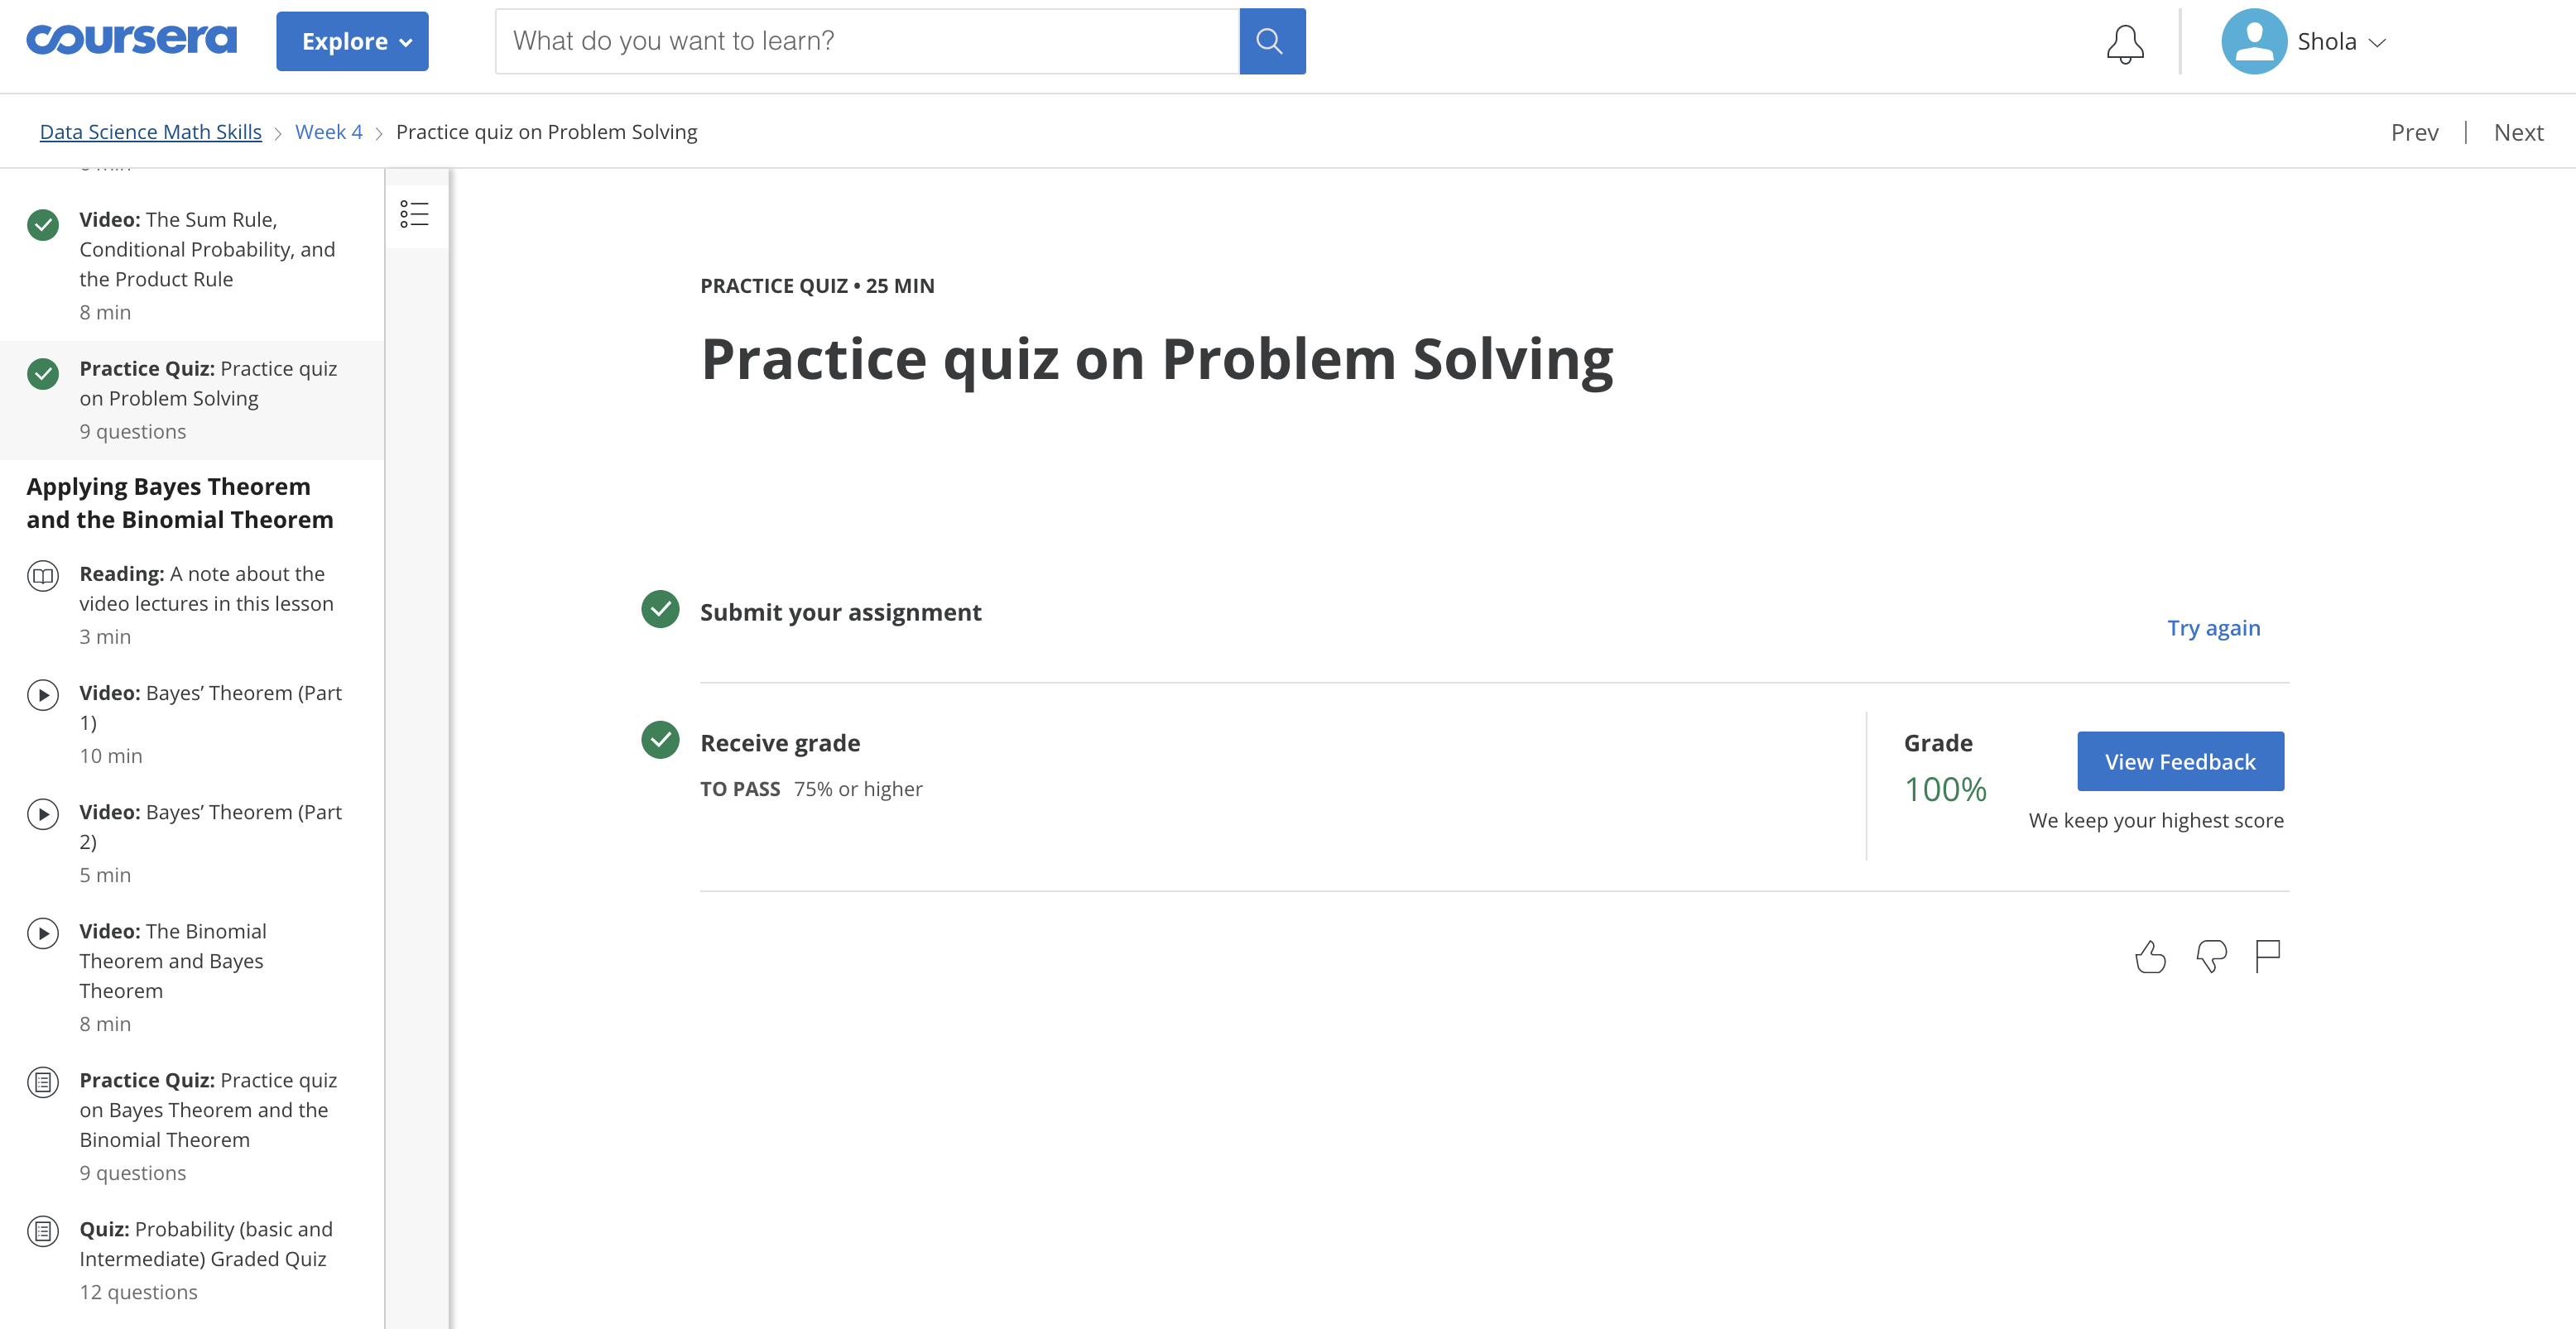 coursera
Explore
What do you want to learn?
Shola
Data Science Math Skills
Week 4
Practice quiz on Problem Solving
Prev
Next
Video: The Sum Rule,
Conditional Probability, and
the Product Rule
8 min
Practice Quiz: Practice quiz
on Problem Solving
9 questions
Applying Bayes Theorem
and the Binomial Theorem
Reading: A note about the
video lectures in this lesson
3 min
Video: Bayes’ Theorem (Part
1)
10 min
Video: Bayes’ Theorem (Part
2)
5 min
Video: The Binomial
Theorem and Bayes
Theorem
8 min
Practice Quiz: Practice quiz
on Bayes Theorem and the
Binomial Theorem
9 questions
Quiz: Probability (basic and
Intermediate) Graded Quiz
12 questions
PRACTICE QUIZ • 25 MIN
Practice quiz on Problem Solving
Submit your assignment
Try again
Receive grade
TO PASS 75% or higher
Grade
100%
View Feedback
We keep your highest score